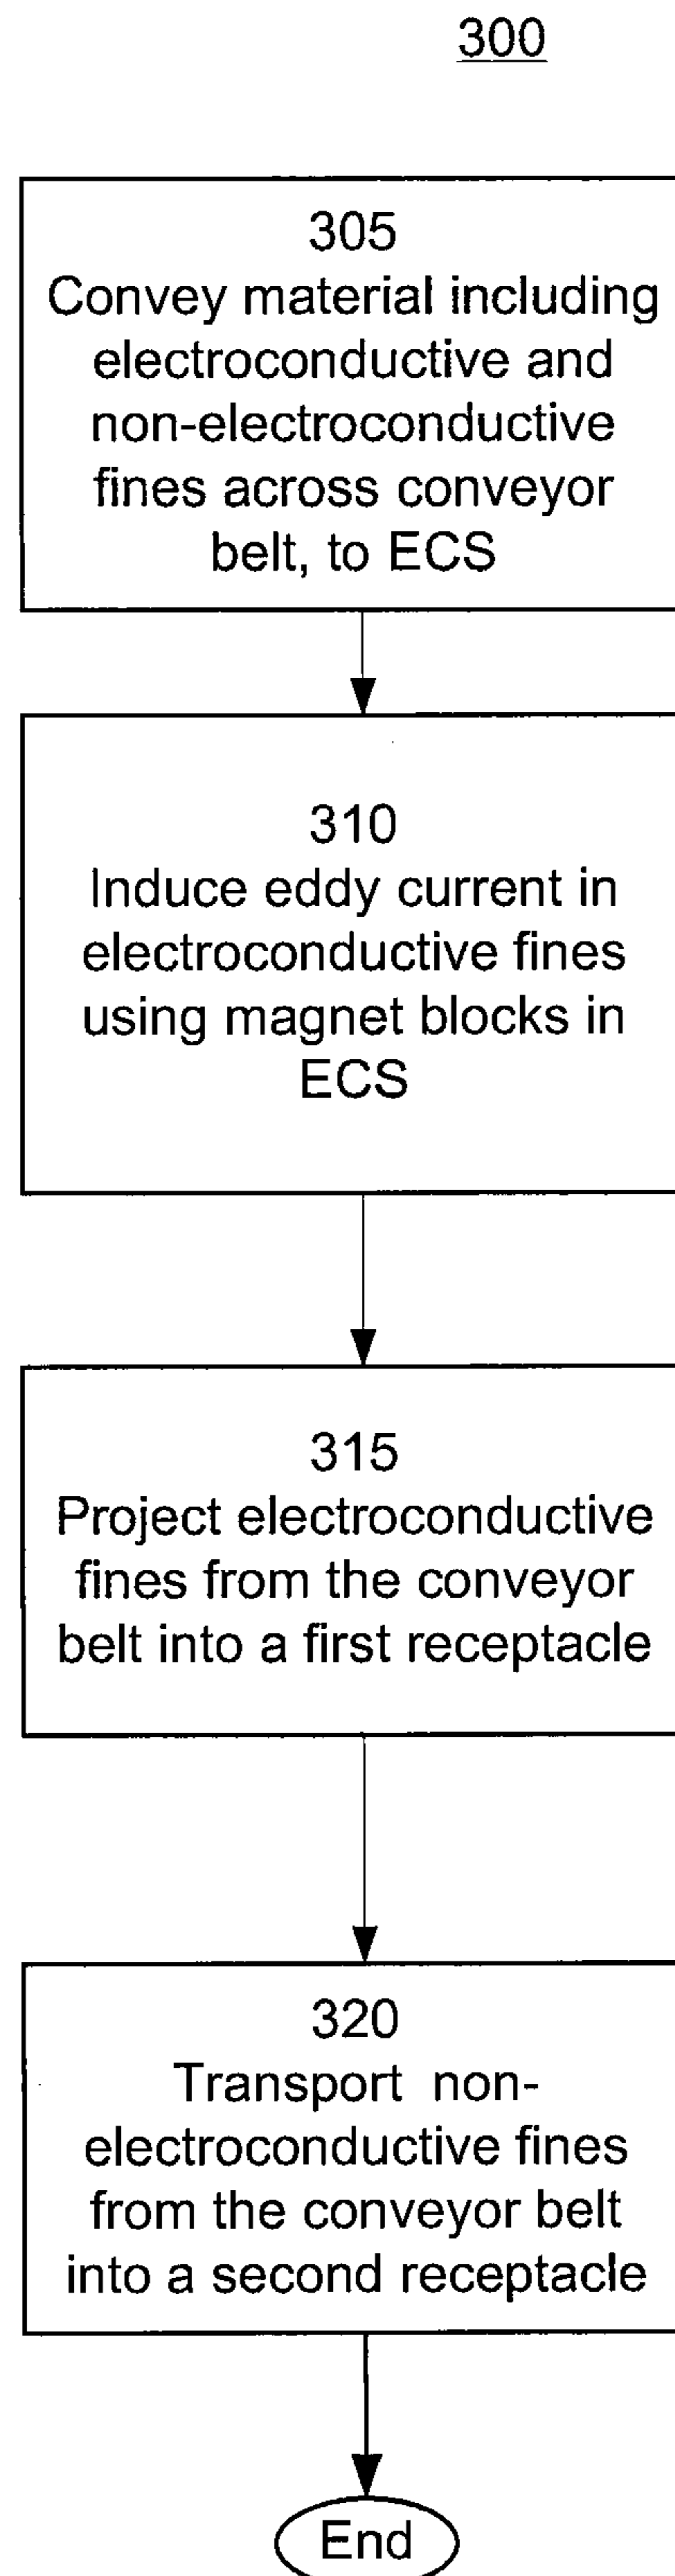 300
305
Convey material including
electroconductive and
non-electroconductive
fines across conveyor
belt, to ECS
310
Induce eddy current in
electroconductive fines
using magnet blocks in
ECS
315
Project electroconductive
fines from the conveyor
belt into a first receptacle
320
Transport non-
electroconductive fines
from the conveyor belt
into a second receptacle
End